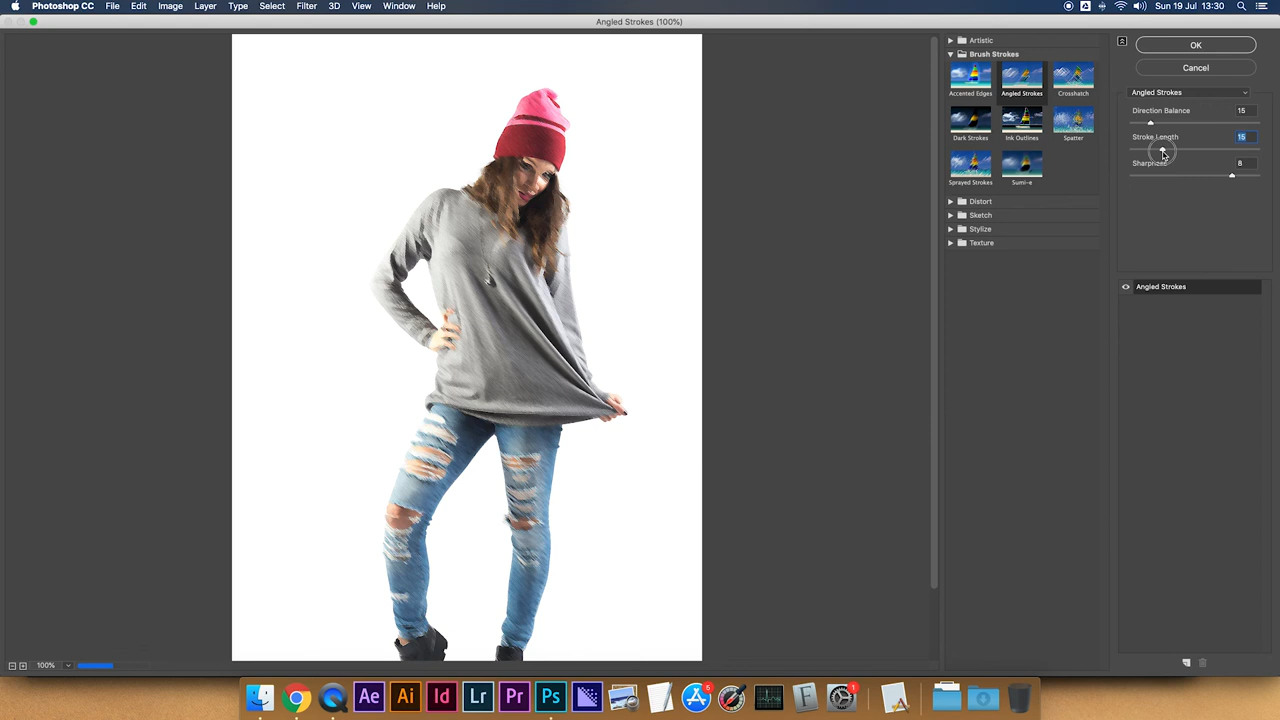 Photoshop CC File Edit Image Layer Type Select Filter 3D View Window Help
Sun 19 Jul 13:30
Angled Strokes (100%)
Artistic
Brush Strokes
Accented Edges Angled Strokes Crosshatch
Dark Strokes Ink Outlines Spatter
Sprayed Strokes Sumi-e
Distort
Sketch
Stylize
Texture
OK
Cancel
Angled Strokes
Direction Balance 15
Stroke Length 15
Sharpness 8
Angled Strokes
100%
Ae Ai Id Lr Pr Ps 5 F 1